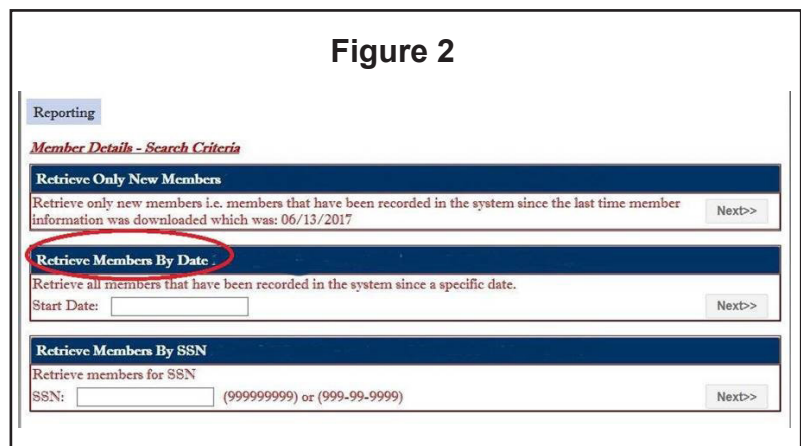 Figure 2
Reporting
Member Details - Search Criteria
Retrieve Only New Members
Retrieve only new members i.e. members that have been recorded in the system since the last time member
information was downloaded which was: 06/13/2017
Next>>
Retrieve Members By Date
Retrieve all members that have been recorded in the system since a specific date.
Start Date:
Next>>
Retrieve Members By SSN
Retrieve members for SSN
SSN: (999999999) or (999-99-9999)
Next>>